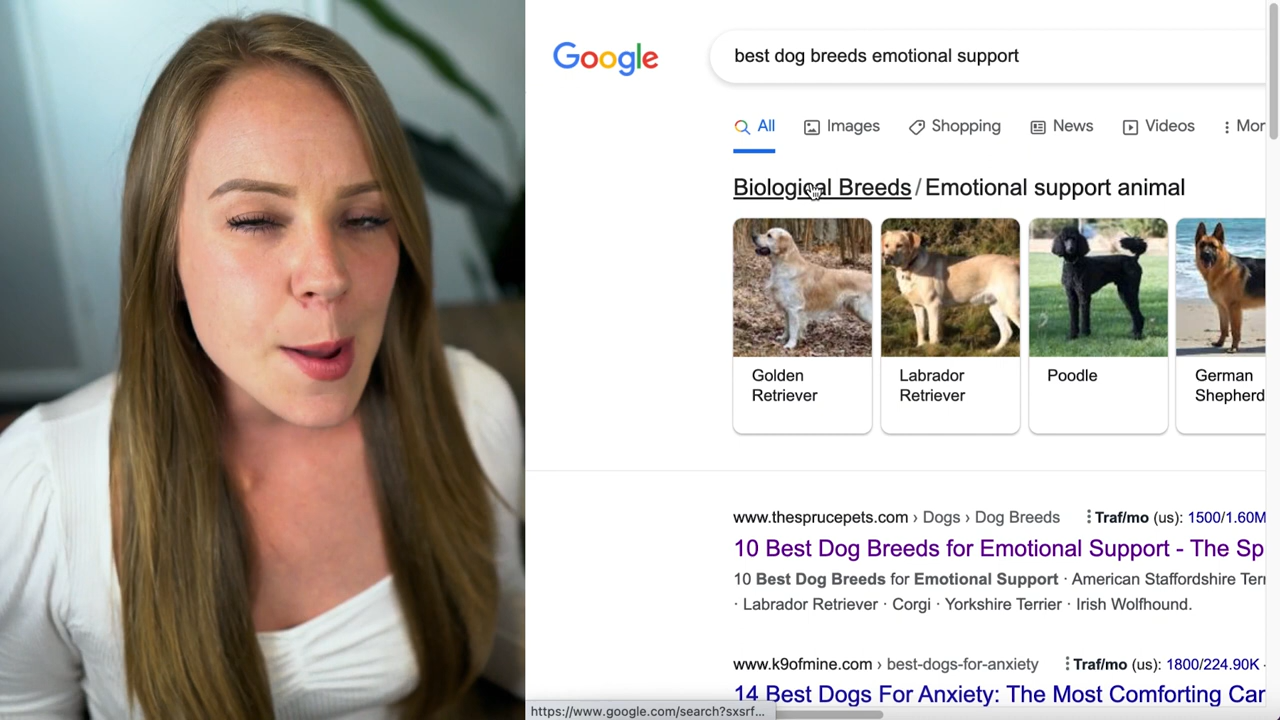 Google
best dog breeds emotional support
All Images Shopping News Videos Mor
Biological Breeds / Emotional support animal
Golden Retriever
Labrador Retriever
Poodle
German Shepherd
www.thesprucepets.com › Dogs › Dog Breeds Traf/mo (us): 1500/1.60M
10 Best Dog Breeds for Emotional Support - The Sp
10 Best Dog Breeds for Emotional Support · American Staffordshire Terr
· Labrador Retriever · Corgi · Yorkshire Terrier · Irish Wolfhound.
www.k9ofmine.com › best-dogs-for-anxiety Traf/mo (us): 1800/224.90K
14 Best Dogs For Anxiety: The Most Comforting Car
https://www.google.com/search?sxsrf...